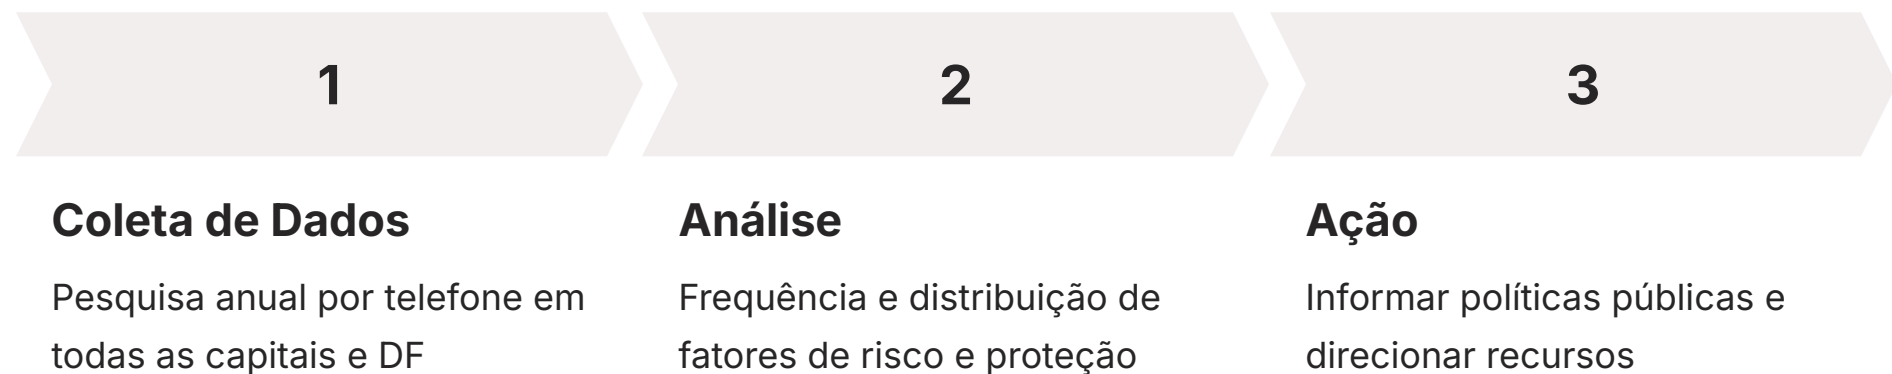 1
2
3
Coleta de Dados
Pesquisa anual por telefone em
todas as capitais e DF
Análise
Frequência e distribuição de
fatores de risco e proteção
Ação
Informar políticas públicas e
direcionar recursos